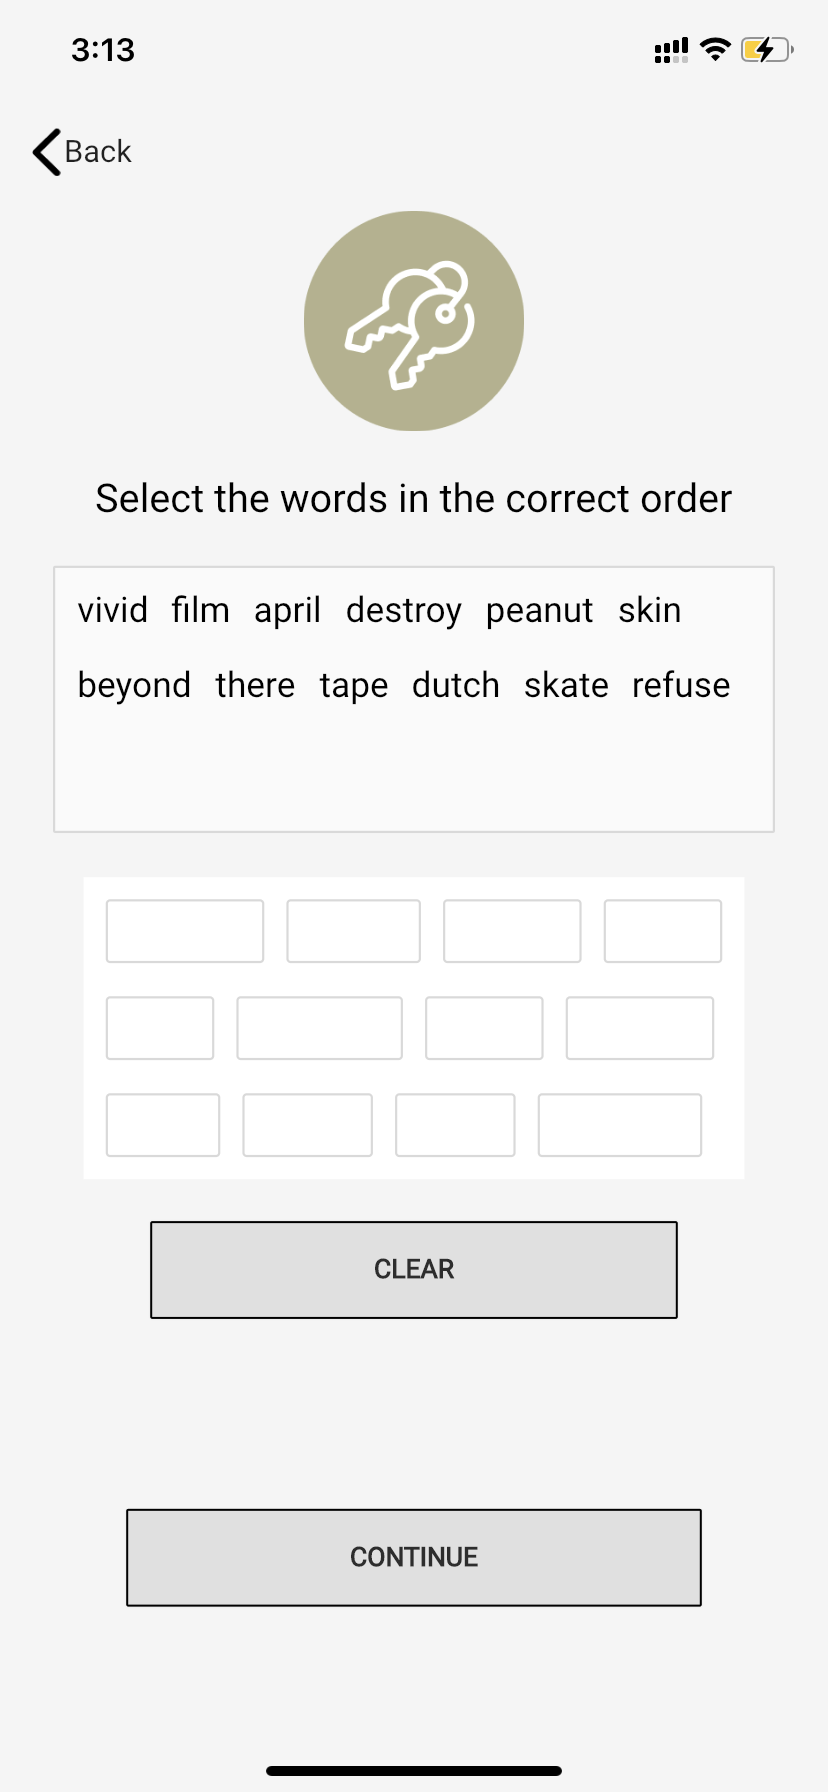 3:13
Back
Select the words in the correct order
vivid film april destroy peanut skin
beyond there tape dutch skate refuse
CLEAR
CONTINUE